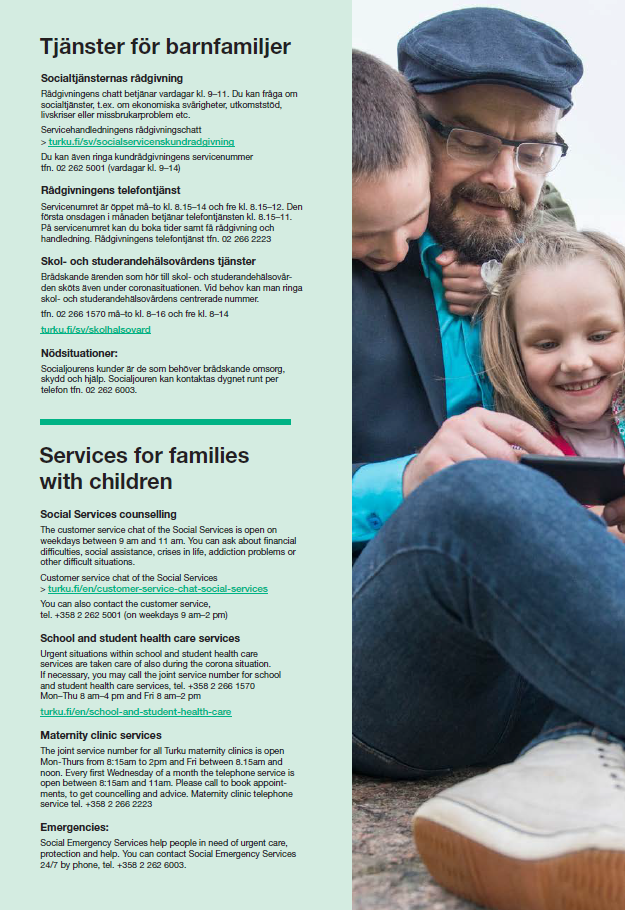 Tjänster för barnfamiljer
Socialtjänsternas rådgivning
Rådgivningens chatt betjänar vardagar kl. 9–11. Du kan fråga om
socialtjänster, t.ex. om ekonomiska svårigheter, utkomststöd,
livskriser eller missbrukarproblem etc.
Servicehandledningens rådgivningschatt
> turku.fi/sv/socialservicenskundradgivning
Du kan även ringa kundrådgivningens servicenummer
tfn. 02 262 5001 (vardagar kl. 9–14)
Rådgivningens telefontjänst
Servicenumret är öppet må–to kl. 8.15–14 och fre kl. 8.15–12. Den
första onsdagen i månaden betjänar telefontjänsten kl. 8.15–11.
På servicenumret kan du boka tider samt få rådgivning och
handledning. Rådgivningens telefontjänst tfn. 02 266 2223
Skol- och studerandehälsovårdens tjänster
Brådskande ärenden som hör till skol- och studerandehälsovår-
den sköts även under coronasituationen. Vid behov kan man ringa
skol- och studerandehälsovårdens centrerade nummer.
tfn. 02 266 1570 må–to kl. 8–16 och fre kl. 8–14
turku.fi/sv/skolhalsovard
Nödsituationer:
Socialjourens kunder är de som behöver brådskande omsorg,
skydd och hjälp. Socialjouren kan kontaktas dygnet runt per
telefon tfn. 02 262 6003.
Services for families
with children
Social Services counselling
The customer service chat of the Social Services is open on
weekdays between 9 am and 11 am. You can ask about financial
difficulties, social assistance, crises in life, addiction problems or
other difficult situations.
Customer service chat of the Social Services
> turku.fi/en/customer-service-chat-social-services
You can also contact the customer service,
tel. +358 2 262 5001 (on weekdays 9 am–2 pm)
School and student health care services
Urgent situations within school and student health care
services are taken care of also during the corona situation.
If necessary, you may call the joint service number for school
and student health care services, tel. +358 2 266 1570
Mon–Thu 8 am–4 pm and Fri 8 am–2 pm
turku.fi/en/school-and-student-health-care
Maternity clinic services
The joint service number for all Turku maternity clinics is open
Mon-Thurs from 8:15am to 2pm and Fri between 8.15am and
noon. Every first Wednesday of a month the telephone service is
open between 8:15am and 11am. Please call to book appoint-
ments, to get councelling and advice. Maternity clinic telephone
service tel. +358 2 266 2223
Emergencies:
Social Emergency Services help people in need of urgent care,
protection and help. You can contact Social Emergency Services
24/7 by phone, tel. +358 2 262 6003.